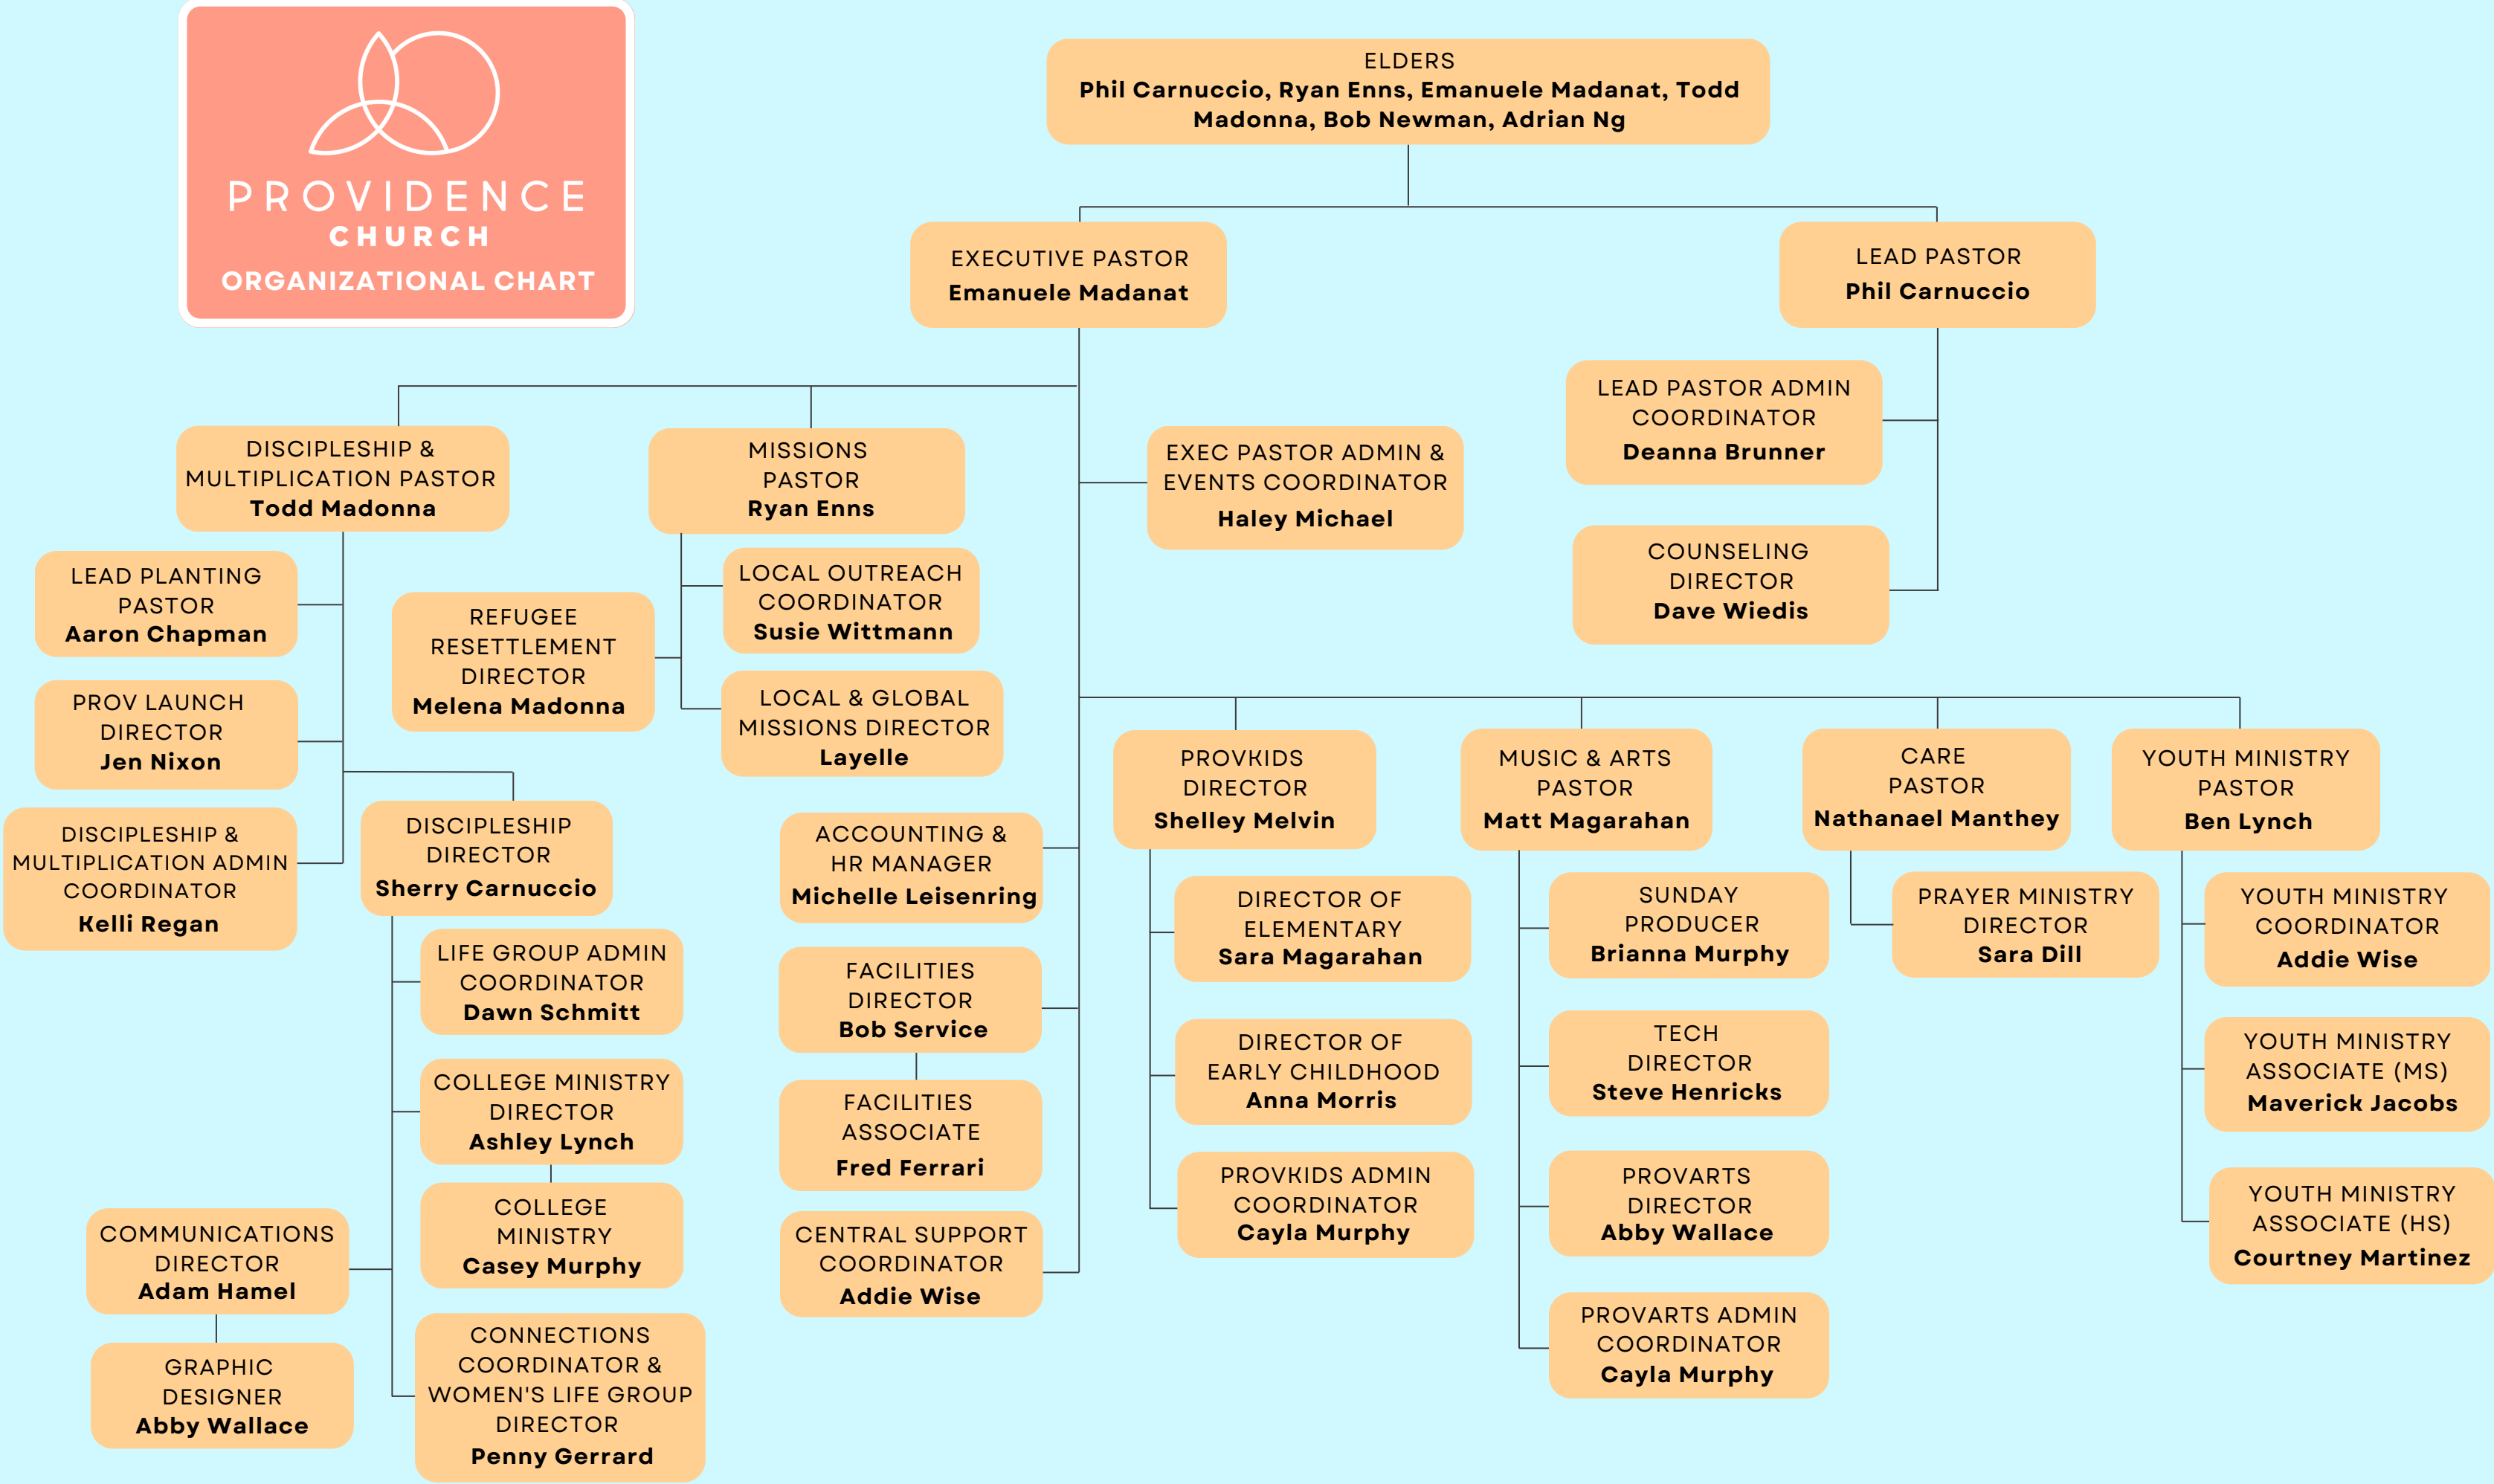 PROVIDENCE
CHURCH
ORGANIZATIONAL CHART
ELDERS
Phil Carnuccio, Ryan Enns, Emanuele Madanat, Todd
Madonna, Bob Newman, Adrian Ng
EXECUTIVE PASTOR
Emanuele Madanat
LEAD PASTOR
Phil Carnuccio
LEAD PASTOR ADMIN
COORDINATOR
Deanna Brunner
COUNSELING
DIRECTOR
Dave Wiedis
DISCIPLESHIP &
MULTIPLICATION PASTOR
Todd Madonna
MISSIONS
PASTOR
Ryan Enns
EXEC PASTOR ADMIN &
EVENTS COORDINATOR
Haley Michael
LEAD PLANTING
PASTOR
Aaron Chapman
PROV LAUNCH
DIRECTOR
Jen Nixon
DISCIPLESHIP &
MULTIPLICATION ADMIN
COORDINATOR
Kelli Regan
REFUGEE
RESETTLEMENT
DIRECTOR
Melena Madonna
LOCAL OUTREACH
COORDINATOR
Susie Wittmann
LOCAL & GLOBAL
MISSIONS DIRECTOR
Layelle
DISCIPLESHIP
DIRECTOR
Sherry Carnuccio
LIFE GROUP ADMIN
COORDINATOR
Dawn Schmitt
COLLEGE MINISTRY
DIRECTOR
Ashley Lynch
COLLEGE
MINISTRY
Casey Murphy
COMMUNICATIONS
DIRECTOR
Adam Hamel
GRAPHIC
DESIGNER
Abby Wallace
CONNECTIONS
COORDINATOR &
WOMEN'S LIFE GROUP
DIRECTOR
Penny Gerrard
ACCOUNTING &
HR MANAGER
Michelle Leisenring
FACILITIES
DIRECTOR
Bob Service
FACILITIES
ASSOCIATE
Fred Ferrari
CENTRAL SUPPORT
COORDINATOR
Addie Wise
PROVKIDS
DIRECTOR
Shelley Melvin
DIRECTOR OF
ELEMENTARY
Sara Magarahan
DIRECTOR OF
EARLY CHILDHOOD
Anna Morris
PROVKIDS ADMIN
COORDINATOR
Cayla Murphy
MUSIC & ARTS
PASTOR
Matt Magarahan
SUNDAY
PRODUCER
Brianna Murphy
TECH
DIRECTOR
Steve Henricks
PROVARTS
DIRECTOR
Abby Wallace
PROVARTS ADMIN
COORDINATOR
Cayla Murphy
CARE
PASTOR
Nathanael Manthey
PRAYER MINISTRY
DIRECTOR
Sara Dill
YOUTH MINISTRY
PASTOR
Ben Lynch
YOUTH MINISTRY
COORDINATOR
Addie Wise
YOUTH MINISTRY
ASSOCIATE (MS)
Maverick Jacobs
YOUTH MINISTRY
ASSOCIATE (HS)
Courtney Martinez